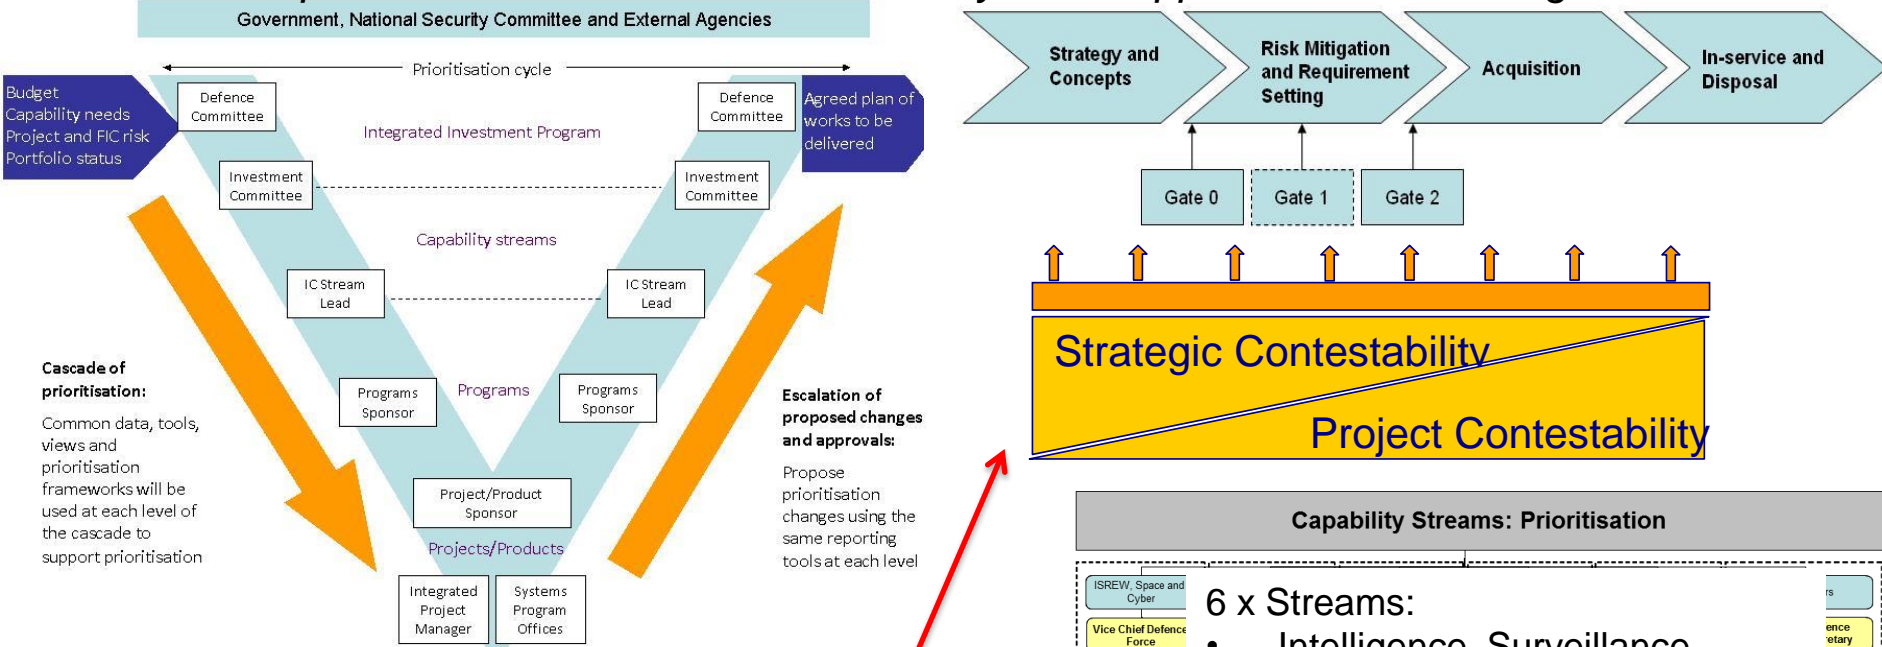 Government, National Security Committee and External Agencies
Prioritisation cycle
Budget
Capability needs
Project and FIC risk
Portfolio status
Defence
Committee
Integrated Investment Program
Defence
Committee
Agreed plan of
works to be
delivered
Investment
Committee
Investment
Committee
Capability streams
IC Stream
Lead
IC Stream
Lead
Cascade of
prioritisation:
Common data, tools,
views and
prioritisation
frameworks will be
used at each level of
the cascade to
support prioritisation
Programs
Sponsor
Programs
Programs
Sponsor
Escalation of
proposed changes
and approvals:
Propose
prioritisation
changes using the
same reporting
tools at each level
Project/Product
Sponsor
Projects/Products
Integrated
Project
Manager
Systems
Program
Offices
Strategy and
Concepts
Risk Mitigation
and Requirement
Setting
Acquisition
In-service and
Disposal
Gate 0
Gate 1
Gate 2
Strategic Contestability
Project Contestability
Capability Streams: Prioritisation
ISREW, Space and
Cyber
Vice Chief Defence
Force
6 x Streams:
• Intelligence, Surveillance